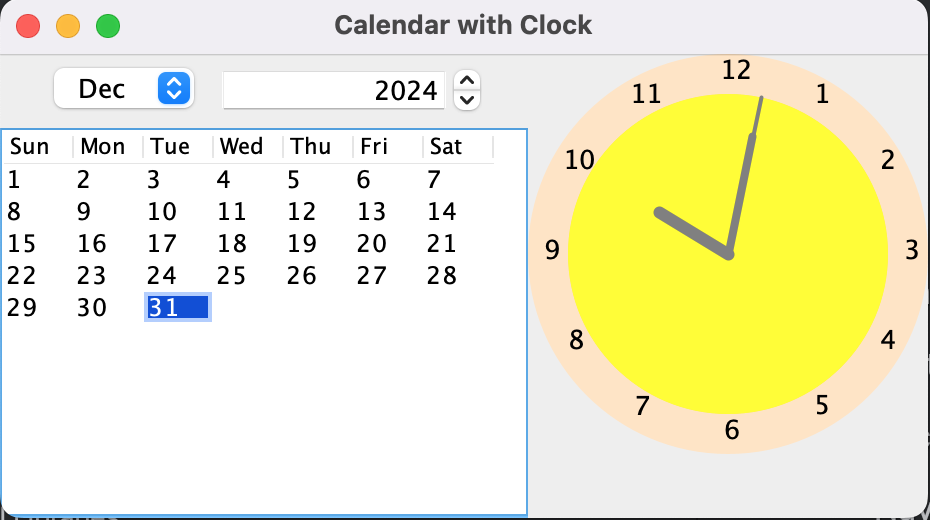 Calendar with Clock
Dec 2024
Sun Mon Tue Wed Thu Fri Sat
1 2 3 4 5 6 7
8 9 10 11 12 13 14
15 16 17 18 19 20 21
22 23 24 25 26 27 28
29 30 31
12
11 1
10 2
9 3
8 4
7 5
6